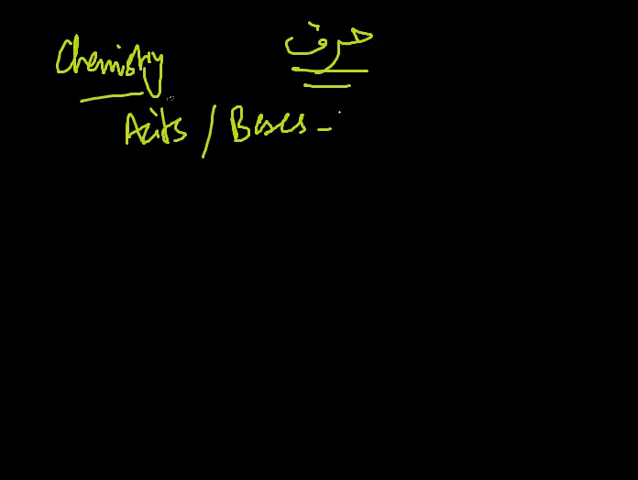 Chemistry
حرف
Acids / Bases -